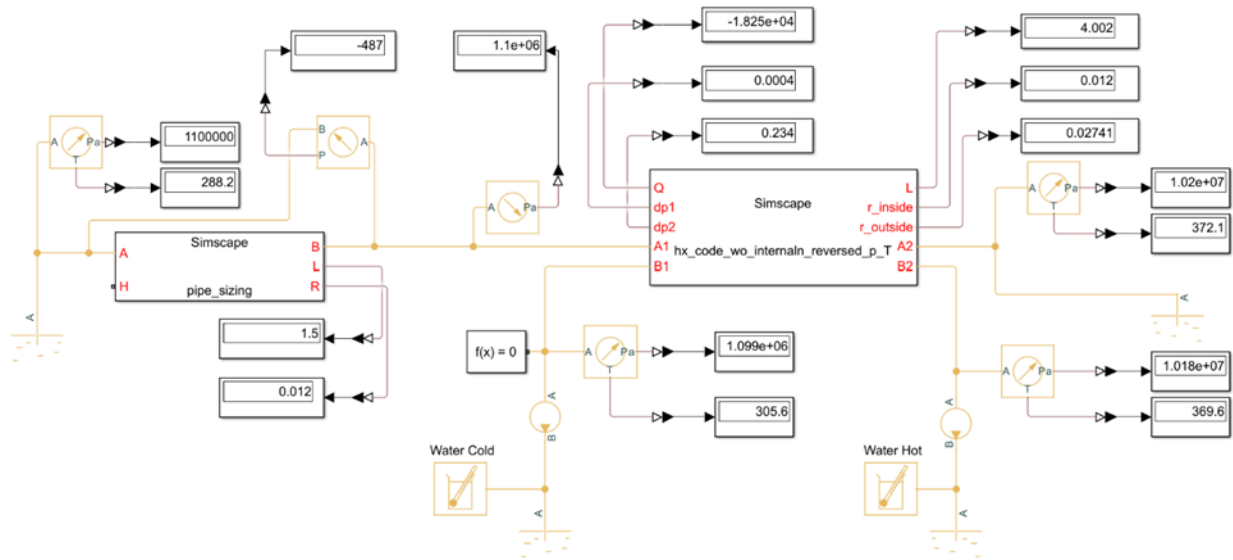 -487
1.1e+06
-1.825e+04
4.002
0.0004
0.012
0.234
0.02741
A
Pa
T
1100000
288.2
B
P
A
A
Pa
A
Pa
T
1.02e+07
372.1
Simscape
A
H
B
L
R
pipe_sizing
Simscape
Q
dp1
dp2
A1
B1
hx_code_wo_internaln_reversed_p_T
L
r_inside
r_outside
A2
B2
A
A
1.5
0.012
f(x) = 0
A
Pa
T
1.099e+06
305.6
A
Pa
T
1.018e+07
369.6
A
B
A
B
Water Cold
Water Hot
A
A